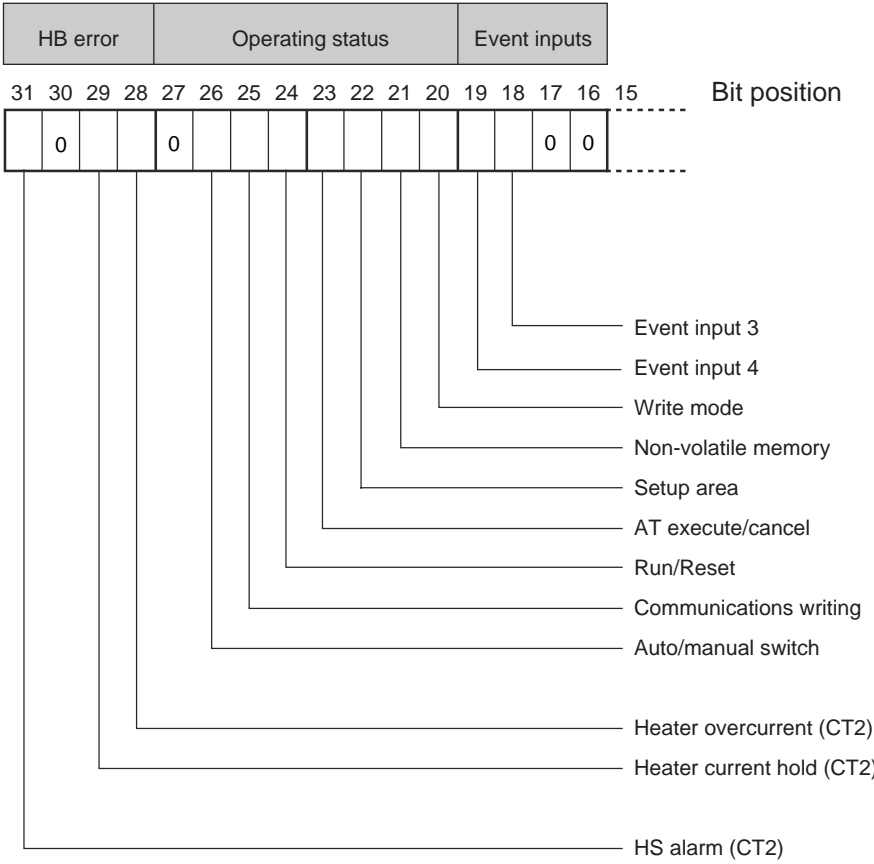 HB error Operating status Event inputs
31 30 29 28 27 26 25 24 23 22 21 20 19 18 17 16 15 Bit position
0 0 0 0
Event input 3
Event input 4
Write mode
Non-volatile memory
Setup area
AT execute/cancel
Run/Reset
Communications writing
Auto/manual switch
Heater overcurrent (CT2)
Heater current hold (CT2)
HS alarm (CT2)